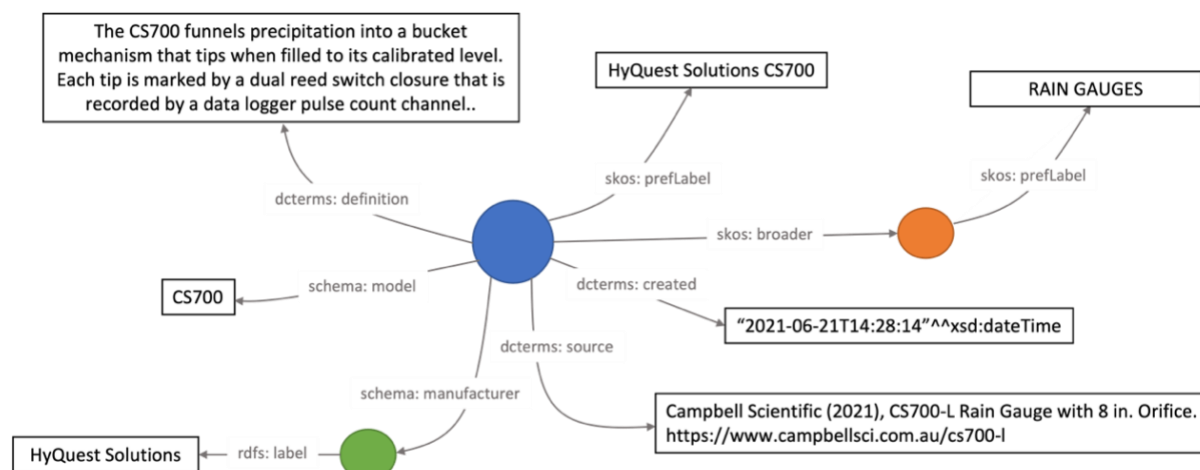 The CS700 funnels precipitation into a bucket
mechanism that tips when filled to its calibrated level.
Each tip is marked by a dual reed switch closure that is
recorded by a data logger pulse count channel..
HyQuest Solutions CS700
RAIN GAUGES
skos: prefLabel
skos: prefLabel
dcterms: definition
skos: broader
schema: model
dcterms: created
CS700
“2021-06-21T14:28:14”^^xsd:dateTime
dcterms: source
schema: manufacturer
Campbell Scientific (2021), CS700-L Rain Gauge with 8 in. Orifice.
https://www.campbellsci.com.au/cs700-l
HyQuest Solutions
rdfs: label